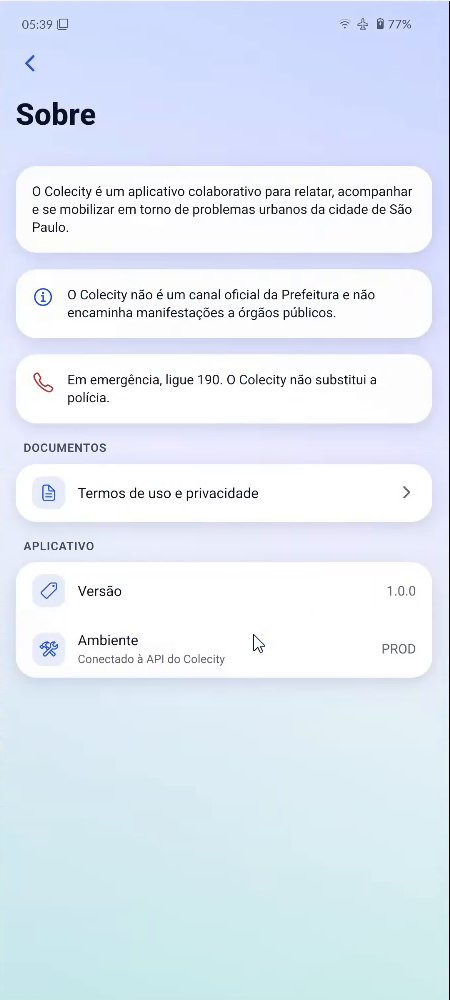 05:39
77%
Sobre
O Colecity é um aplicativo colaborativo para relatar, acompanhar
e se mobilizar em torno de problemas urbanos da cidade de São
Paulo.
O Colecity não é um canal oficial da Prefeitura e não
encaminha manifestações a órgãos públicos.
Em emergência, ligue 190. O Colecity não substitui a
polícia.
DOCUMENTOS
Termos de uso e privacidade
APLICATIVO
Versão
1.0.0
Ambiente
Conectado à API do Colecity
PROD